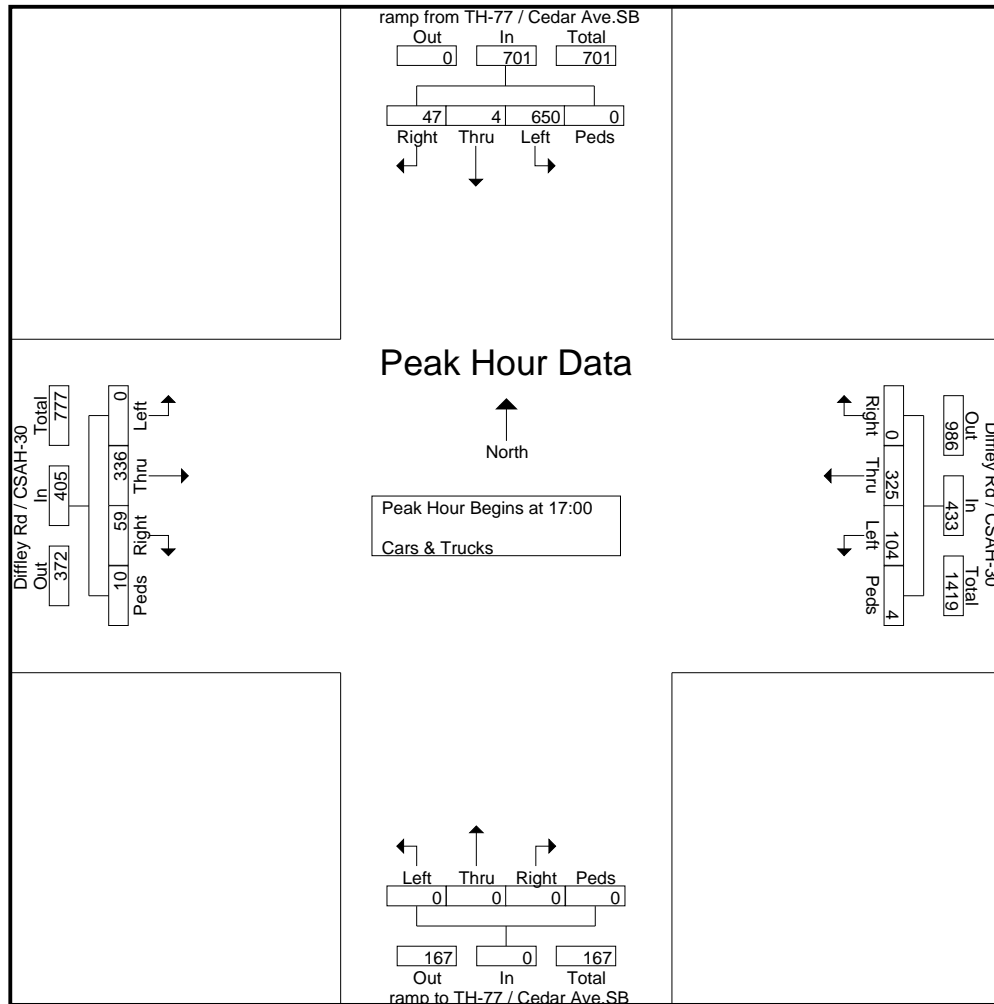 ramp from TH-77 / Cedar Ave.SB
Out In Total
0 701 701
47 4 650 0
Right Thru Left Peds
Peak Hour Data
North
Peak Hour Begins at 17:00
Cars & Trucks
Diffley Rd / CSAH-30
Out In Total
372 405 777
0 336 59 10
Left Thru Right Peds
Diffley Rd / CSAH-30
Out In Total
986 433 1419
0 325 104 4
Right Thru Left Peds
Left Thru Right Peds
0 0 0 0
167 0 167
Out In Total
ramp to TH-77 / Cedar Ave.SB